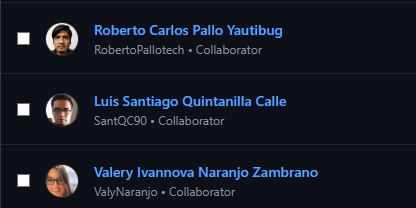 Roberto Carlos Pallo Yautibug
RobertoPallotech • Collaborator
Luis Santiago Quintanilla Calle
SantQC90 • Collaborator
Valery Ivannova Naranjo Zambrano
ValyNaranjo • Collaborator